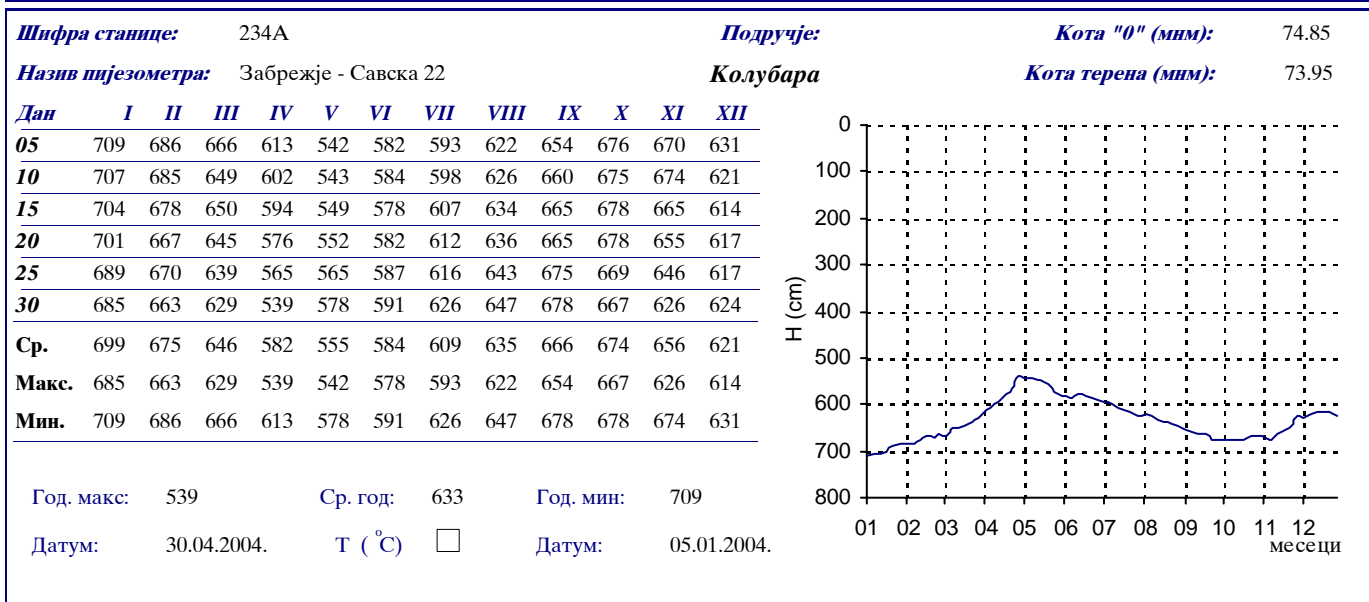 Шифра станице: 234А Подручје: Кота "0" (мнм): 74.85
Назив пијезометра: Забрежје - Савска 22 Колубара Кота терена (мнм): 73.95
Дан I II III IV V VI VII VIII IX X XI XII
05 709 686 666 613 542 582 593 622 654 676 670 631
10 707 685 649 602 543 584 598 626 660 675 674 621
15 704 678 650 594 549 578 607 634 665 678 665 614
20 701 667 645 576 552 582 612 636 665 678 655 617
25 689 670 639 565 565 587 616 643 675 669 646 617
30 685 663 629 539 578 591 626 647 678 667 626 624
Ср. 699 675 646 582 555 584 609 635 666 674 656 621
Макс. 685 663 629 539 542 578 593 622 654 667 626 614
Мин. 709 686 666 613 578 591 626 647 678 678 674 631
Год. макс: 539 Ср. год: 633 Год. мин: 709
Датум: 30.04.2004. Т ( °C) Датум: 05.01.2004.
H (cm)
0
100
200
300
400
500
600
700
800
01 02 03 04 05 06 07 08 09 10 11 12
месеци